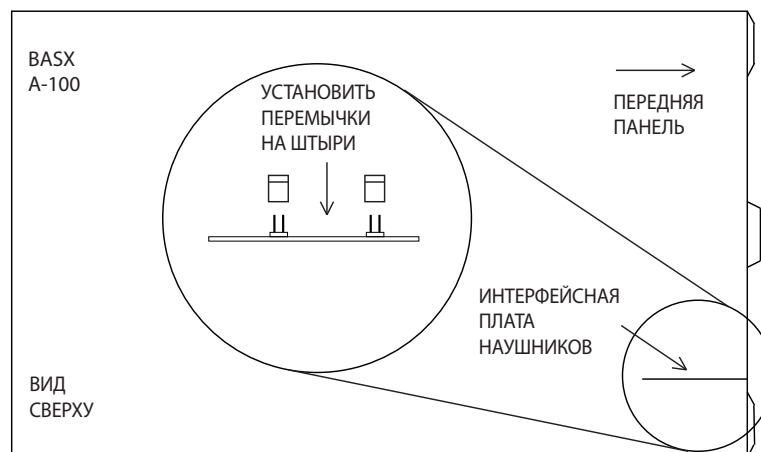 BASX
A-100
УСТАНОВИТЬ
ПЕРЕМЫЧКИ
НА ШТЫРИ
ПЕРЕДНЯЯ
ПАНЕЛЬ
ИНТЕРФЕЙСНАЯ
ПЛАТА
НАУШНИКОВ
ВИД
СВЕРХУ